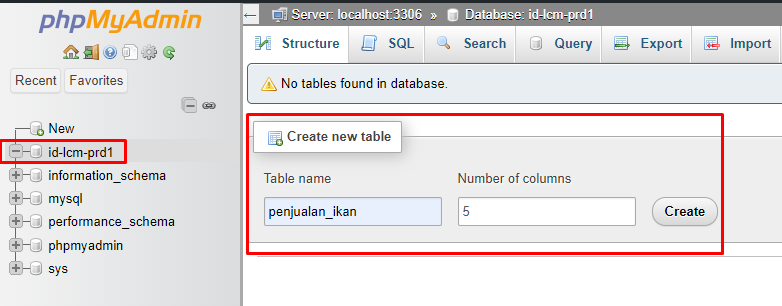 phpMyAdmin
Recent Favorites
New
id-lcm-prd1
information_schema
mysql
performance_schema
phpmyadmin
sys
Server: localhost:3306 » Database: id-lcm-prd1
Structure SQL Search Query Export Import
No tables found in database.
Create new table
Table name Number of columns
penjualan_ikan 5 Create